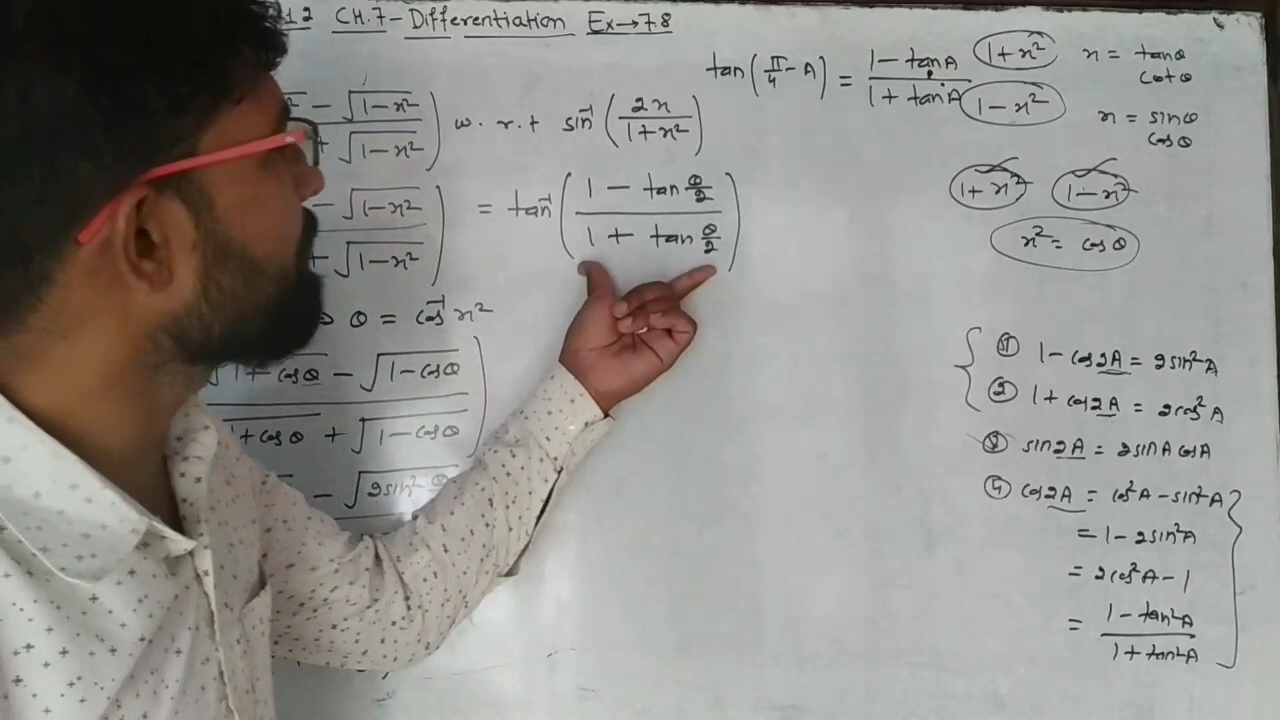 12 CH.7 - Differentiation Ex→7.8
- √(1-x²) / + √(1-x²) ) w.r.t sin⁻¹(2x / 1+x²)
- √(1-x²) / + √(1-x²) ) = tan⁻¹(1 - tan θ/2 / 1 + tan θ/2)
θ = cos⁻¹ x²
√(1+cosθ) - √(1-cosθ)
1+cosθ + √(1-cosθ)
- √(2sin² θ
tan(π/4 - A) = 1 - tanA / 1 + tanA
1+x² x = tanθ
cotθ
1-x² x = sinθ
cosθ
1+x² 1-x²
x² = cosθ
① 1 - cos2A = 2sin²A
② 1 + cos2A = 2cos²A
③ sin2A = 2sinA cosA
④ cos2A = cos²A - sin²A
= 1 - 2sin²A
= 2cos²A - 1
= 1 - tan²A / 1 + tan²A